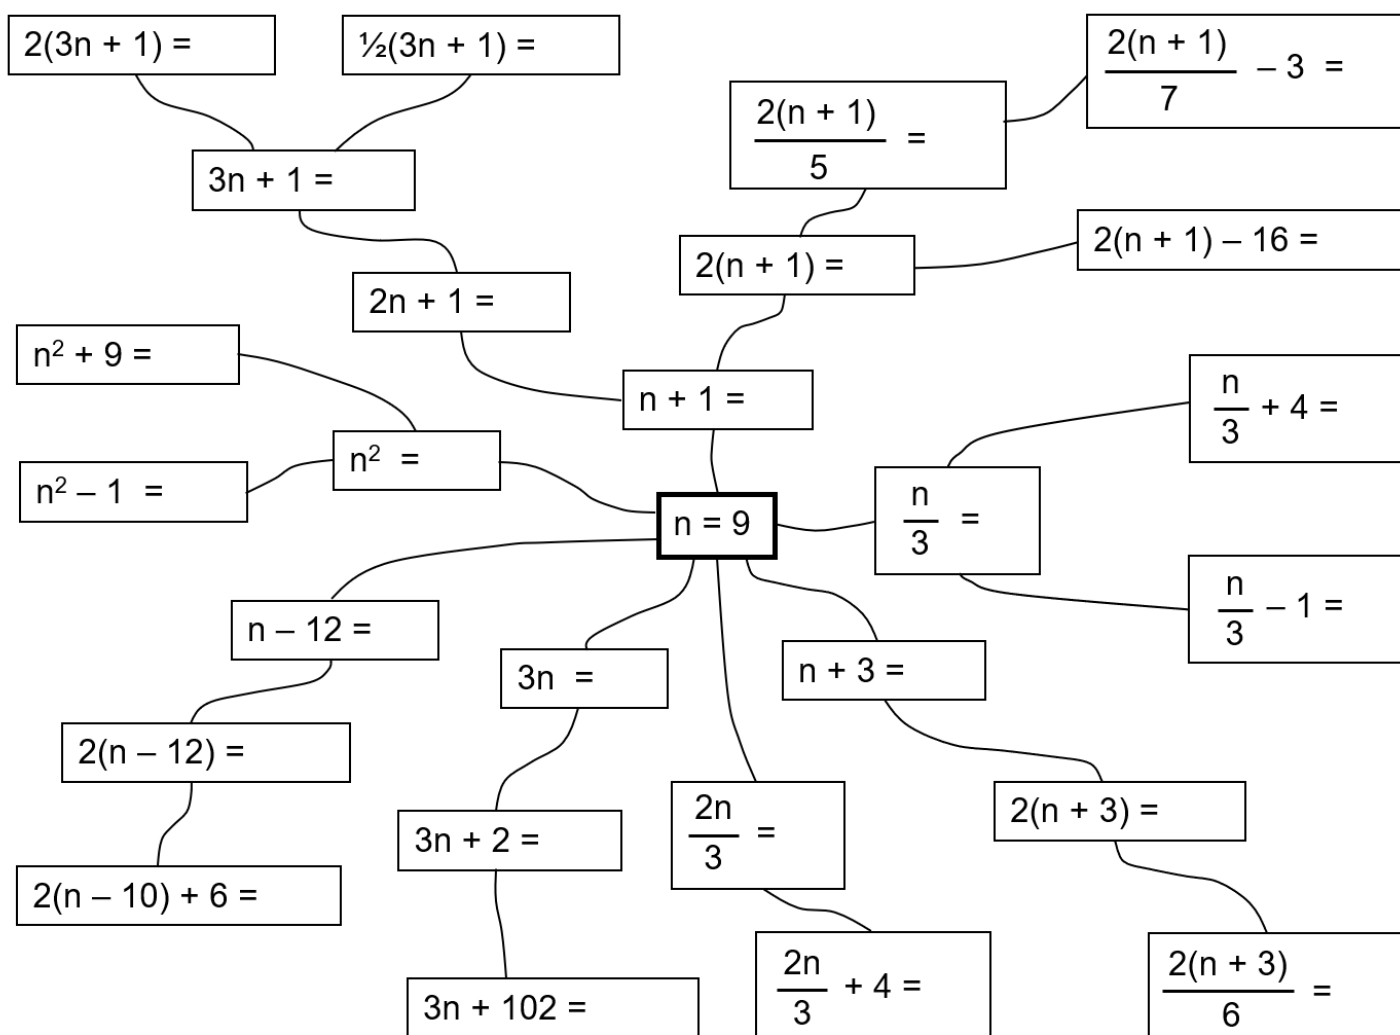 2(3n + 1) =
½(3n + 1) =
2(n + 1)
7
– 3 =
2(n + 1)
5
=
3n + 1 =
2(n + 1) =
2(n + 1) – 16 =
2n + 1 =
n² + 9 =
n + 1 =
n
3
+ 4 =
n² =
n² – 1 =
n = 9
n
3
=
n
3
– 1 =
n – 12 =
3n =
n + 3 =
2(n – 12) =
3n + 2 =
2n
3
=
2(n + 3) =
2(n – 10) + 6 =
3n + 102 =
2n
3
+ 4 =
2(n + 3)
6
=